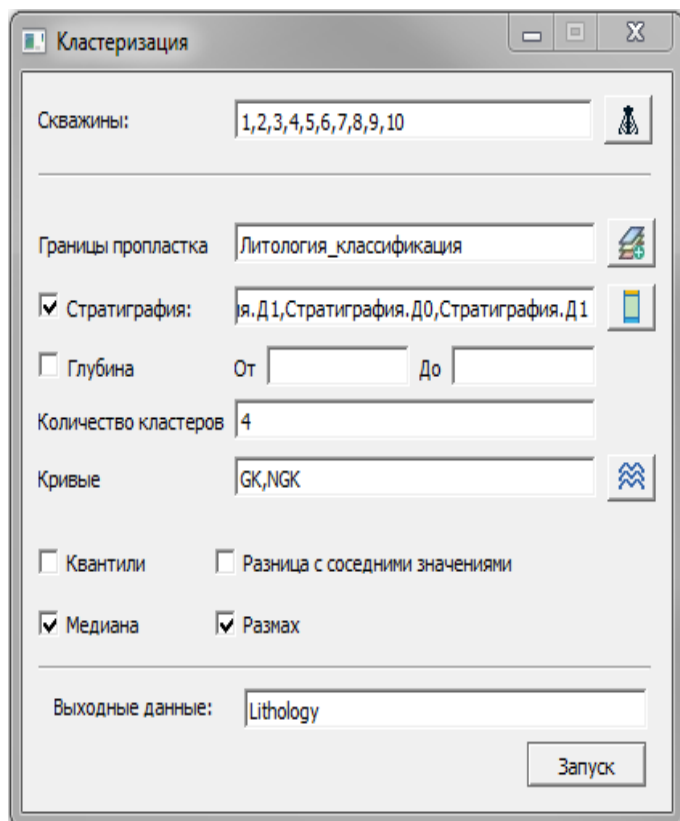 Кластеризация
Скважины: 1,2,3,4,5,6,7,8,9,10
Границы пропластка Литология_классификация
Стратиграфия: я.Д1,Стратиграфия.Д0,Стратиграфия.Д1
Глубина От До
Количество кластеров 4
Кривые GK,NGK
Квантили Разница с соседними значениями
Медиана Размах
Выходные данные: Lithology
Запуск